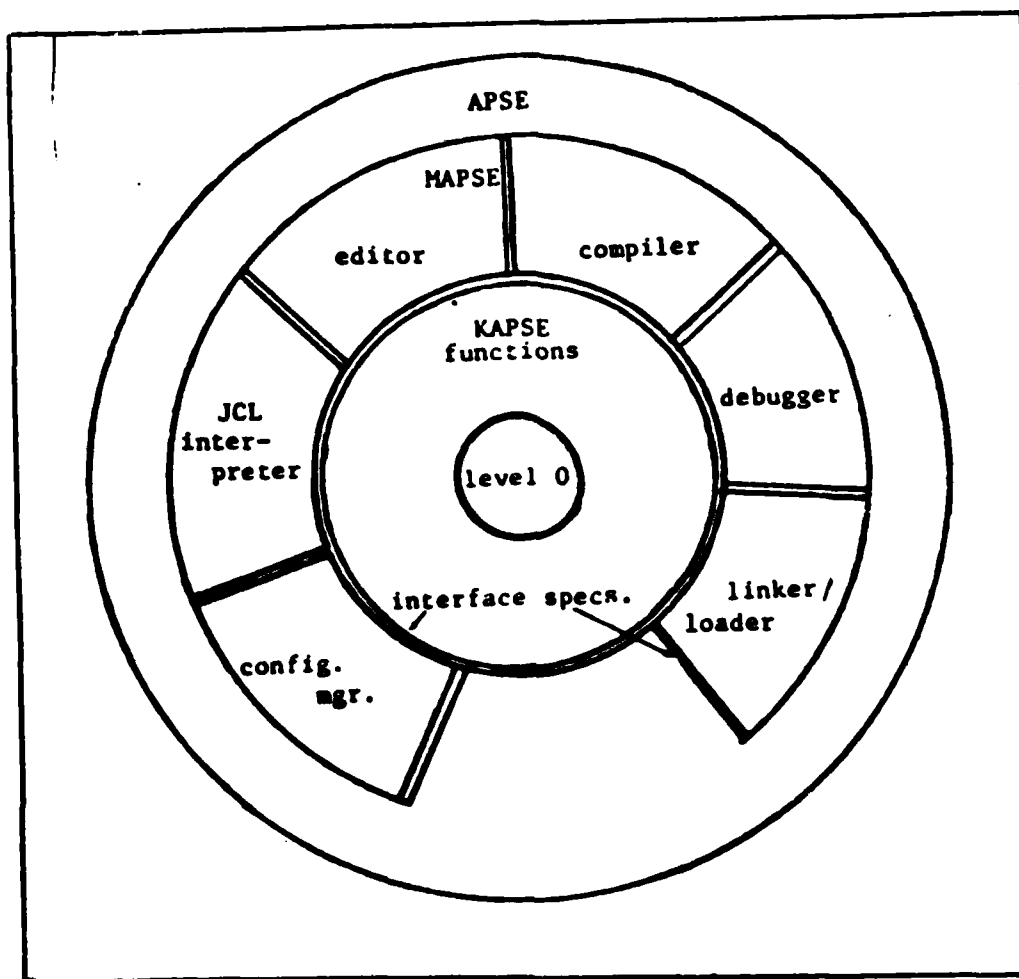 APSE
MAPSE
editor
compiler
KAPSE
functions
debugger
JCL
inter-
preter
level 0
interface specs.
linker/
loader
config.
mgr.